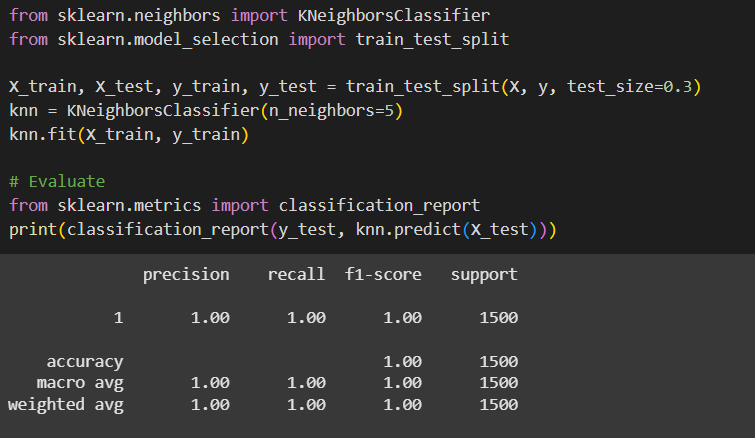 from sklearn.neighbors import KNeighborsClassifier
from sklearn.model_selection import train_test_split
X_train, X_test, y_train, y_test = train_test_split(X, y, test_size=0.3)
knn = KNeighborsClassifier(n_neighbors=5)
knn.fit(X_train, y_train)
# Evaluate
from sklearn.metrics import classification_report
print(classification_report(y_test, knn.predict(X_test)))
precision recall f1-score support
1 1.00 1.00 1.00 1500
accuracy 1.00 1500
macro avg 1.00 1.00 1.00 1500
weighted avg 1.00 1.00 1.00 1500